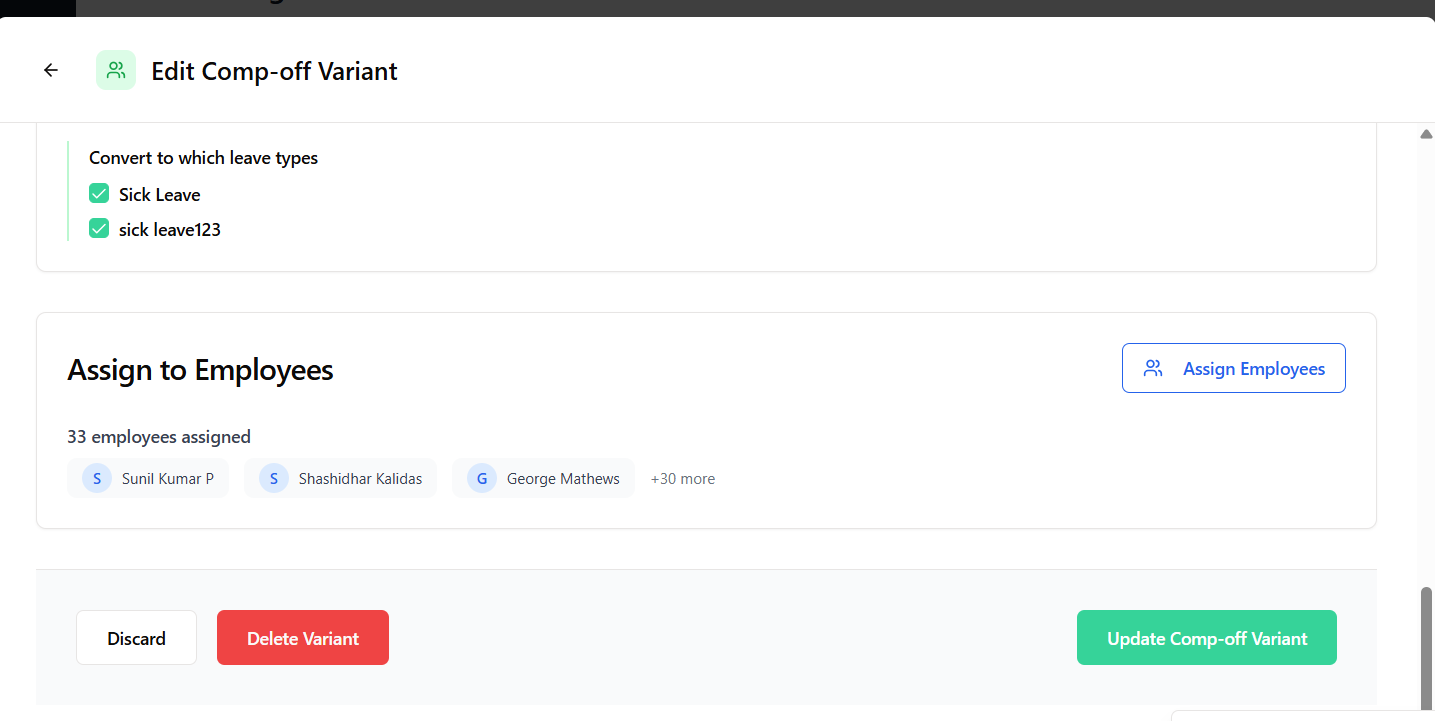 Edit Comp-off Variant
Convert to which leave types
Sick Leave
sick leave123
Assign to Employees
Assign Employees
33 employees assigned
S Sunil Kumar P S Shashidhar Kalidas G George Mathews +30 more
Discard Delete Variant Update Comp-off Variant